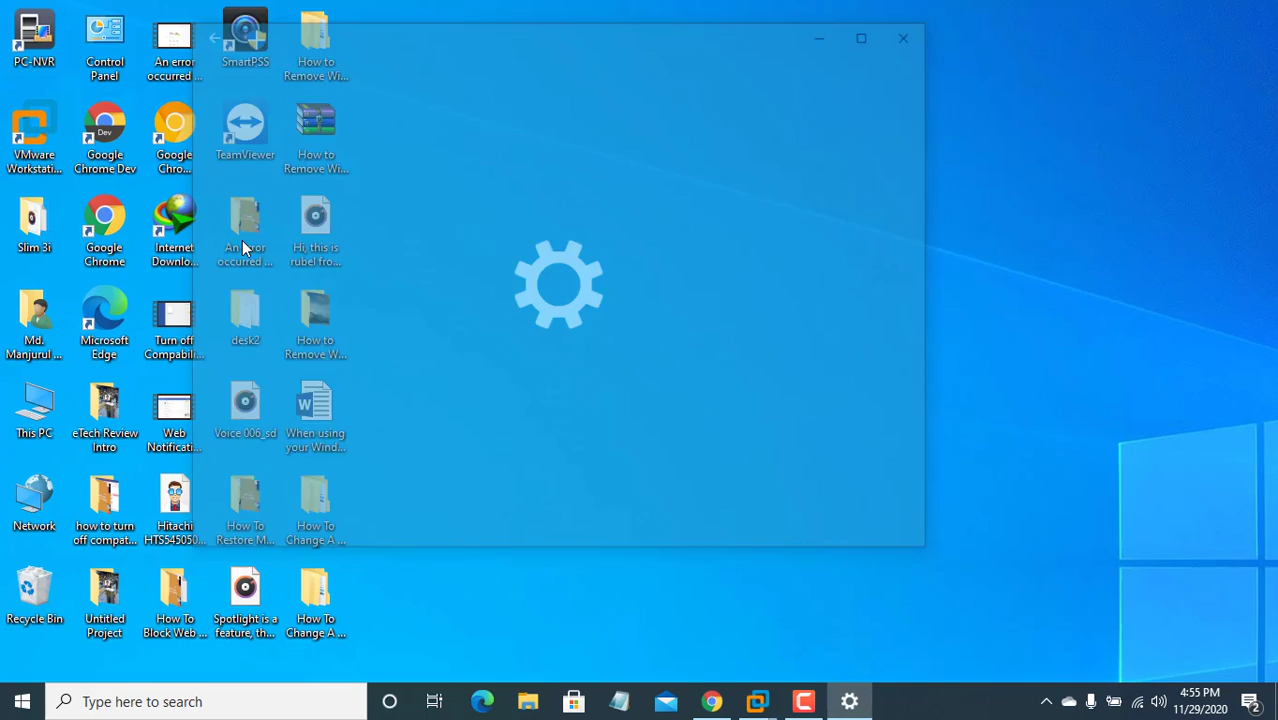 PC-NVR
Control
Panel
An error
occurred ...
SmartPSS
How to
Remove Wi...
VMware
Workstati...
Dev
Google
Chrome Dev
Google
Chro...
TeamViewer
How to
Remove Wi...
Slim 3i
Google
Chrome
Internet
Downlo...
An error
occurred ...
Hi, this is
rubel fro...
Md.
Manjurul ...
Microsoft
Edge
Turn off
Compabili...
desk2
How to
Remove Wi...
This PC
eTech Review
Intro
Web
Notificati...
Voice 006_sd
W
When using
your Wind...
Network
how to turn
off compat...
Hitachi
HTS545050...
How To
Restore M...
How To
Change A ...
Recycle Bin
Untitled
Project
How To
Block Web ...
Spotlight is a
feature, th...
How To
Change A ...
Type here to search
4:55 PM
11/29/2020
2